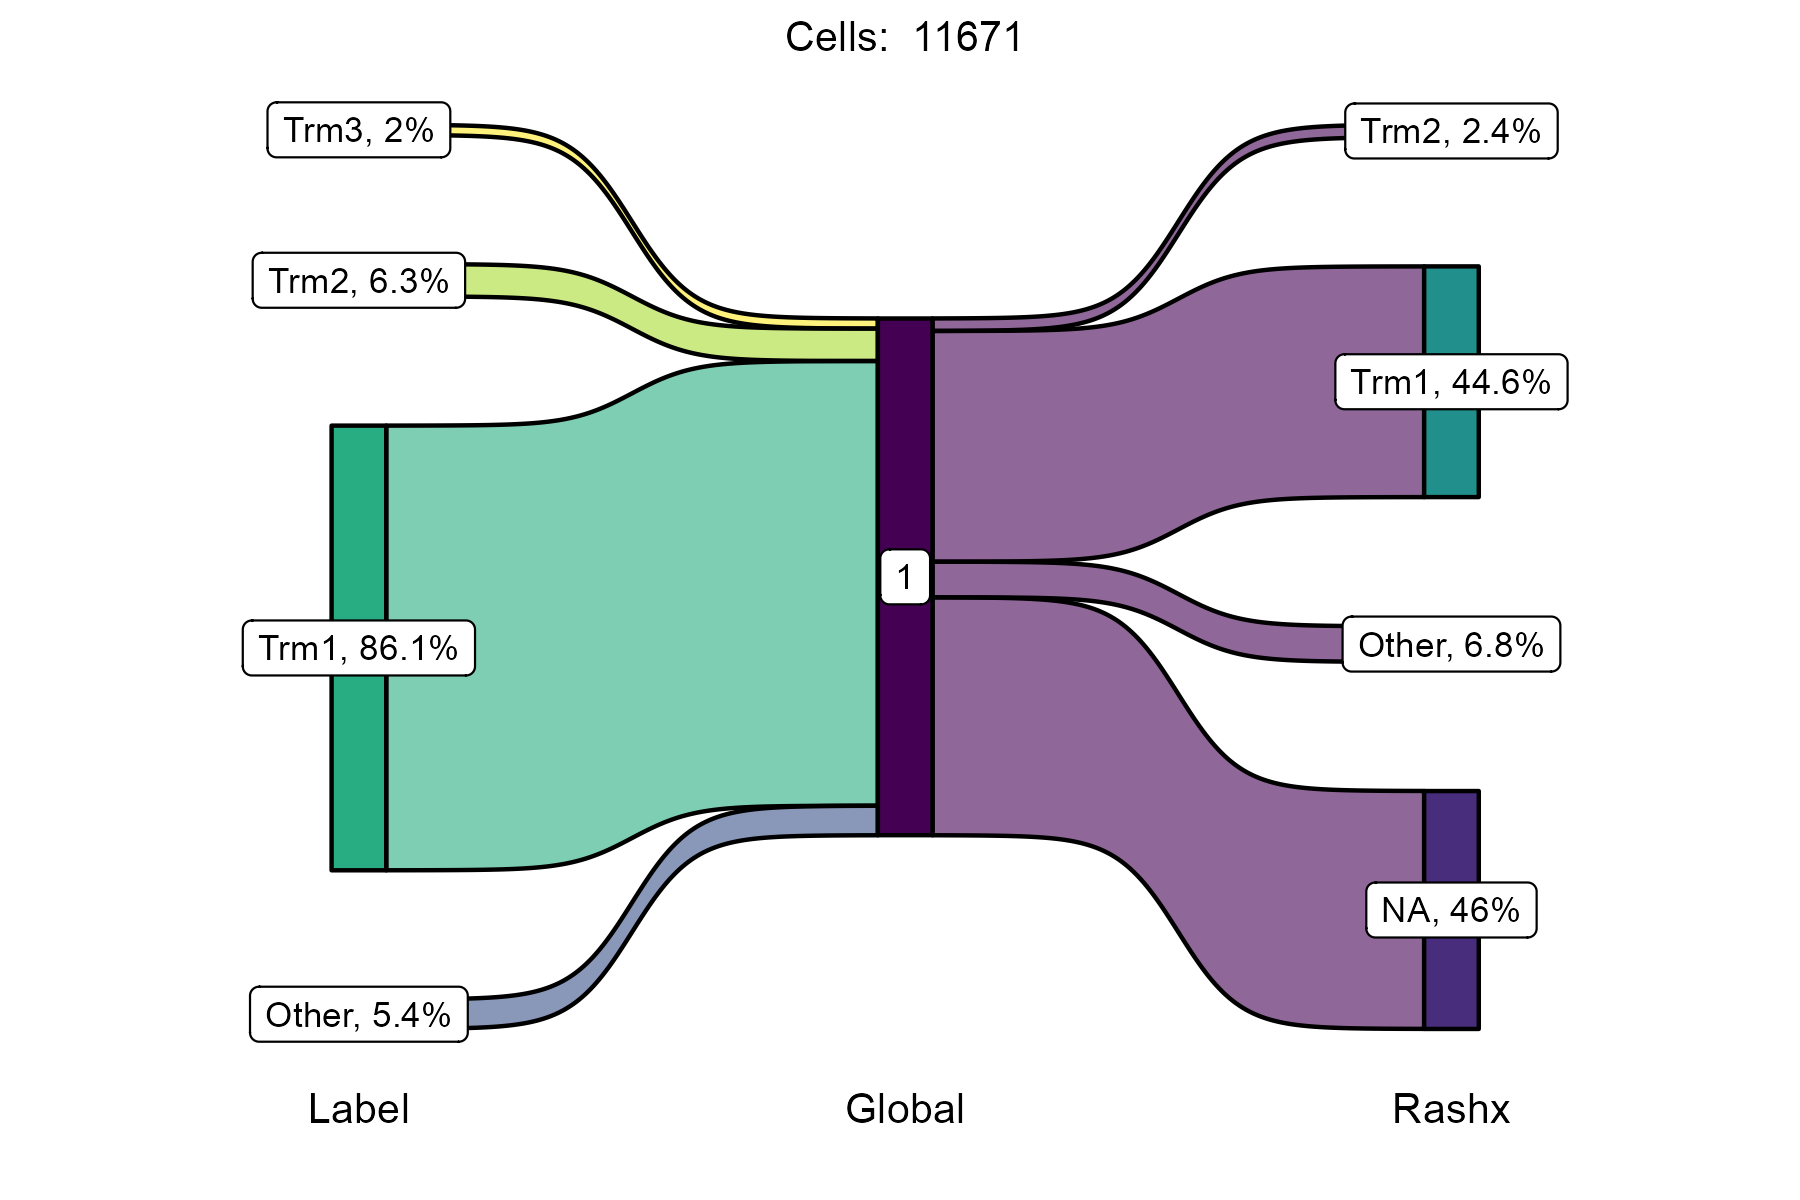 Cells:  11671
Trm3, 2%
Trm2, 6.3%
Trm1, 86.1%
Other, 5.4%
1
Trm2, 2.4%
Trm1, 44.6%
Other, 6.8%
NA, 46%
Label
Global
Rashx